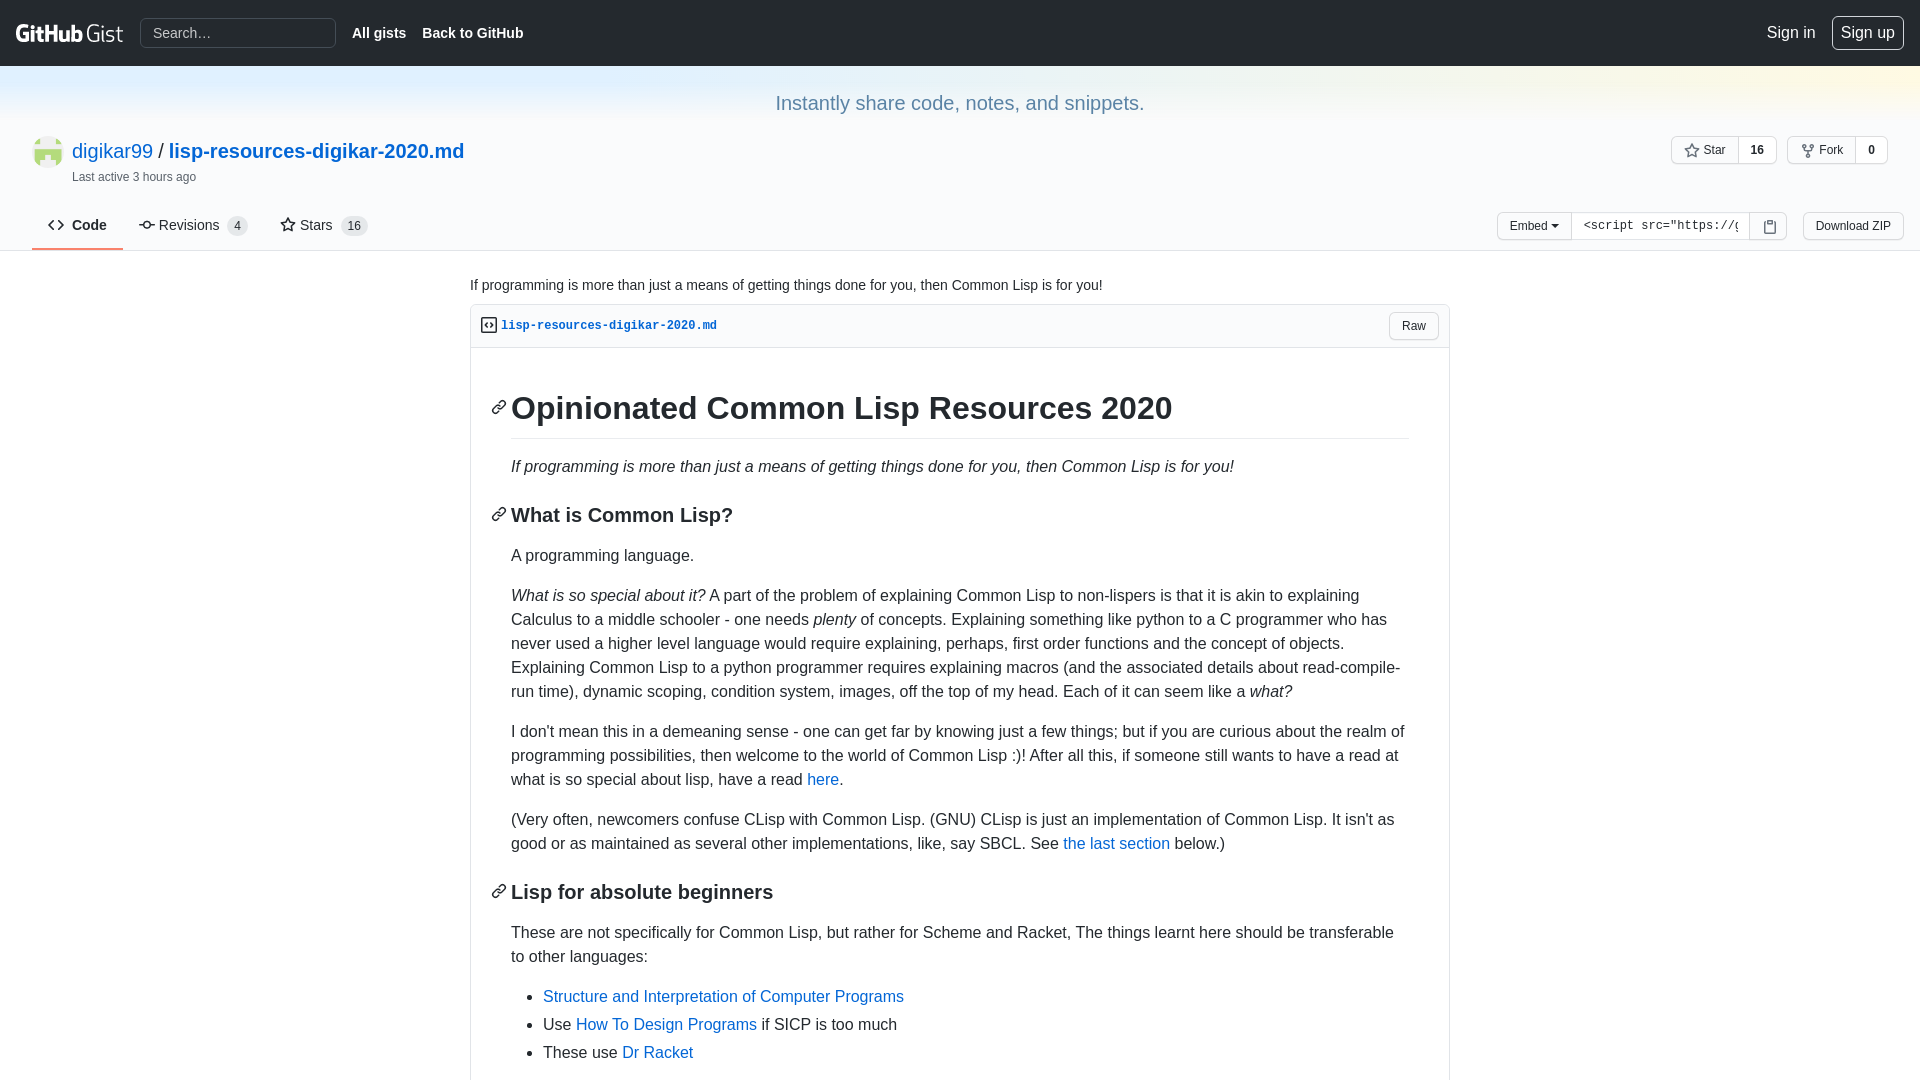 GitHub Gist
Search…
All gists
Back to GitHub
Sign in
Sign up
Instantly share code, notes, and snippets.
digikar99 / lisp-resources-digikar-2020.md
Last active 3 hours ago
Star 16
Fork 0
Code
Revisions 4
Stars 16
Embed
<script src="https://g
Download ZIP
If programming is more than just a means of getting things done for you, then Common Lisp is for you!
lisp-resources-digikar-2020.md
Raw
Opinionated Common Lisp Resources 2020
If programming is more than just a means of getting things done for you, then Common Lisp is for you!
What is Common Lisp?
A programming language.
What is so special about it? A part of the problem of explaining Common Lisp to non-lispers is that it is akin to explaining
Calculus to a middle schooler - one needs plenty of concepts. Explaining something like python to a C programmer who has
never used a higher level language would require explaining, perhaps, first order functions and the concept of objects.
Explaining Common Lisp to a python programmer requires explaining macros (and the associated details about read-compile-
run time), dynamic scoping, condition system, images, off the top of my head. Each of it can seem like a what?
I don't mean this in a demeaning sense - one can get far by knowing just a few things; but if you are curious about the realm of
programming possibilities, then welcome to the world of Common Lisp :)! After all this, if someone still wants to have a read at
what is so special about lisp, have a read here.
(Very often, newcomers confuse CLisp with Common Lisp. (GNU) CLisp is just an implementation of Common Lisp. It isn't as
good or as maintained as several other implementations, like, say SBCL. See the last section below.)
Lisp for absolute beginners
These are not specifically for Common Lisp, but rather for Scheme and Racket, The things learnt here should be transferable
to other languages:
Structure and Interpretation of Computer Programs
Use How To Design Programs if SICP is too much
These use Dr Racket